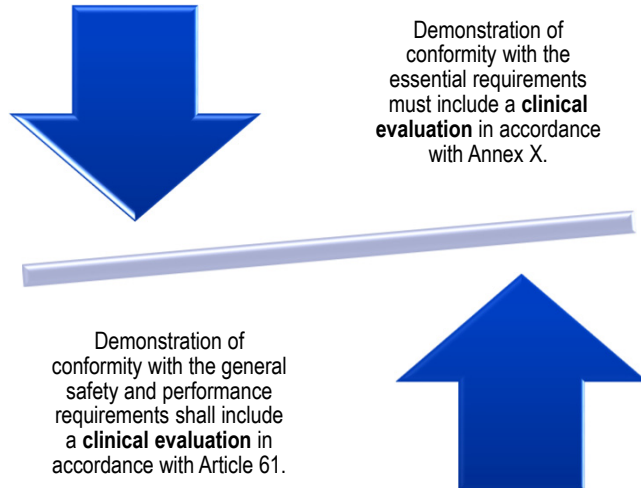 Demonstration of
conformity with the
essential requirements
must include a clinical
evaluation in accordance
with Annex X.
Demonstration of
conformity with the general
safety and performance
requirements shall include
a clinical evaluation in
accordance with Article 61.